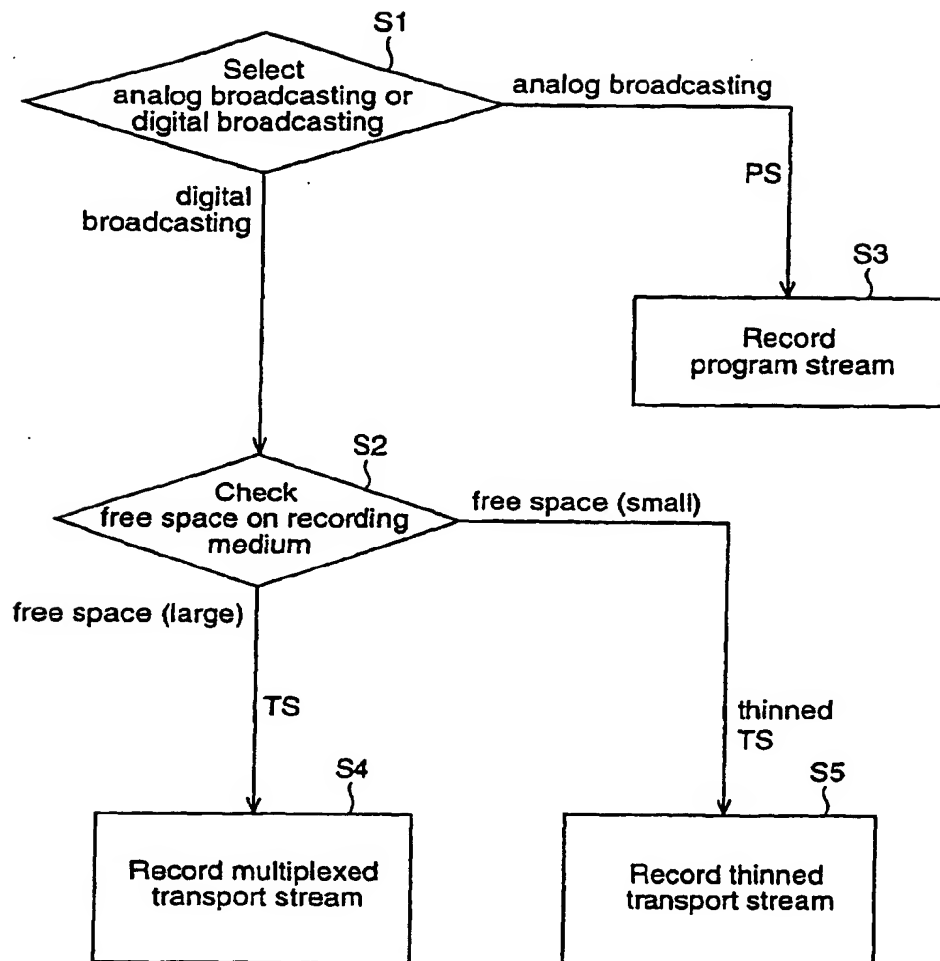 S1
Select
analog broadcasting or
digital broadcasting
analog broadcasting
PS
digital
broadcasting
S3
Record
program stream
S2
Check
free space on recording
medium
free space (small)
free space (large)
TS
thinned
TS
S4
S5
Record multiplexed
transport stream
Record thinned
transport stream